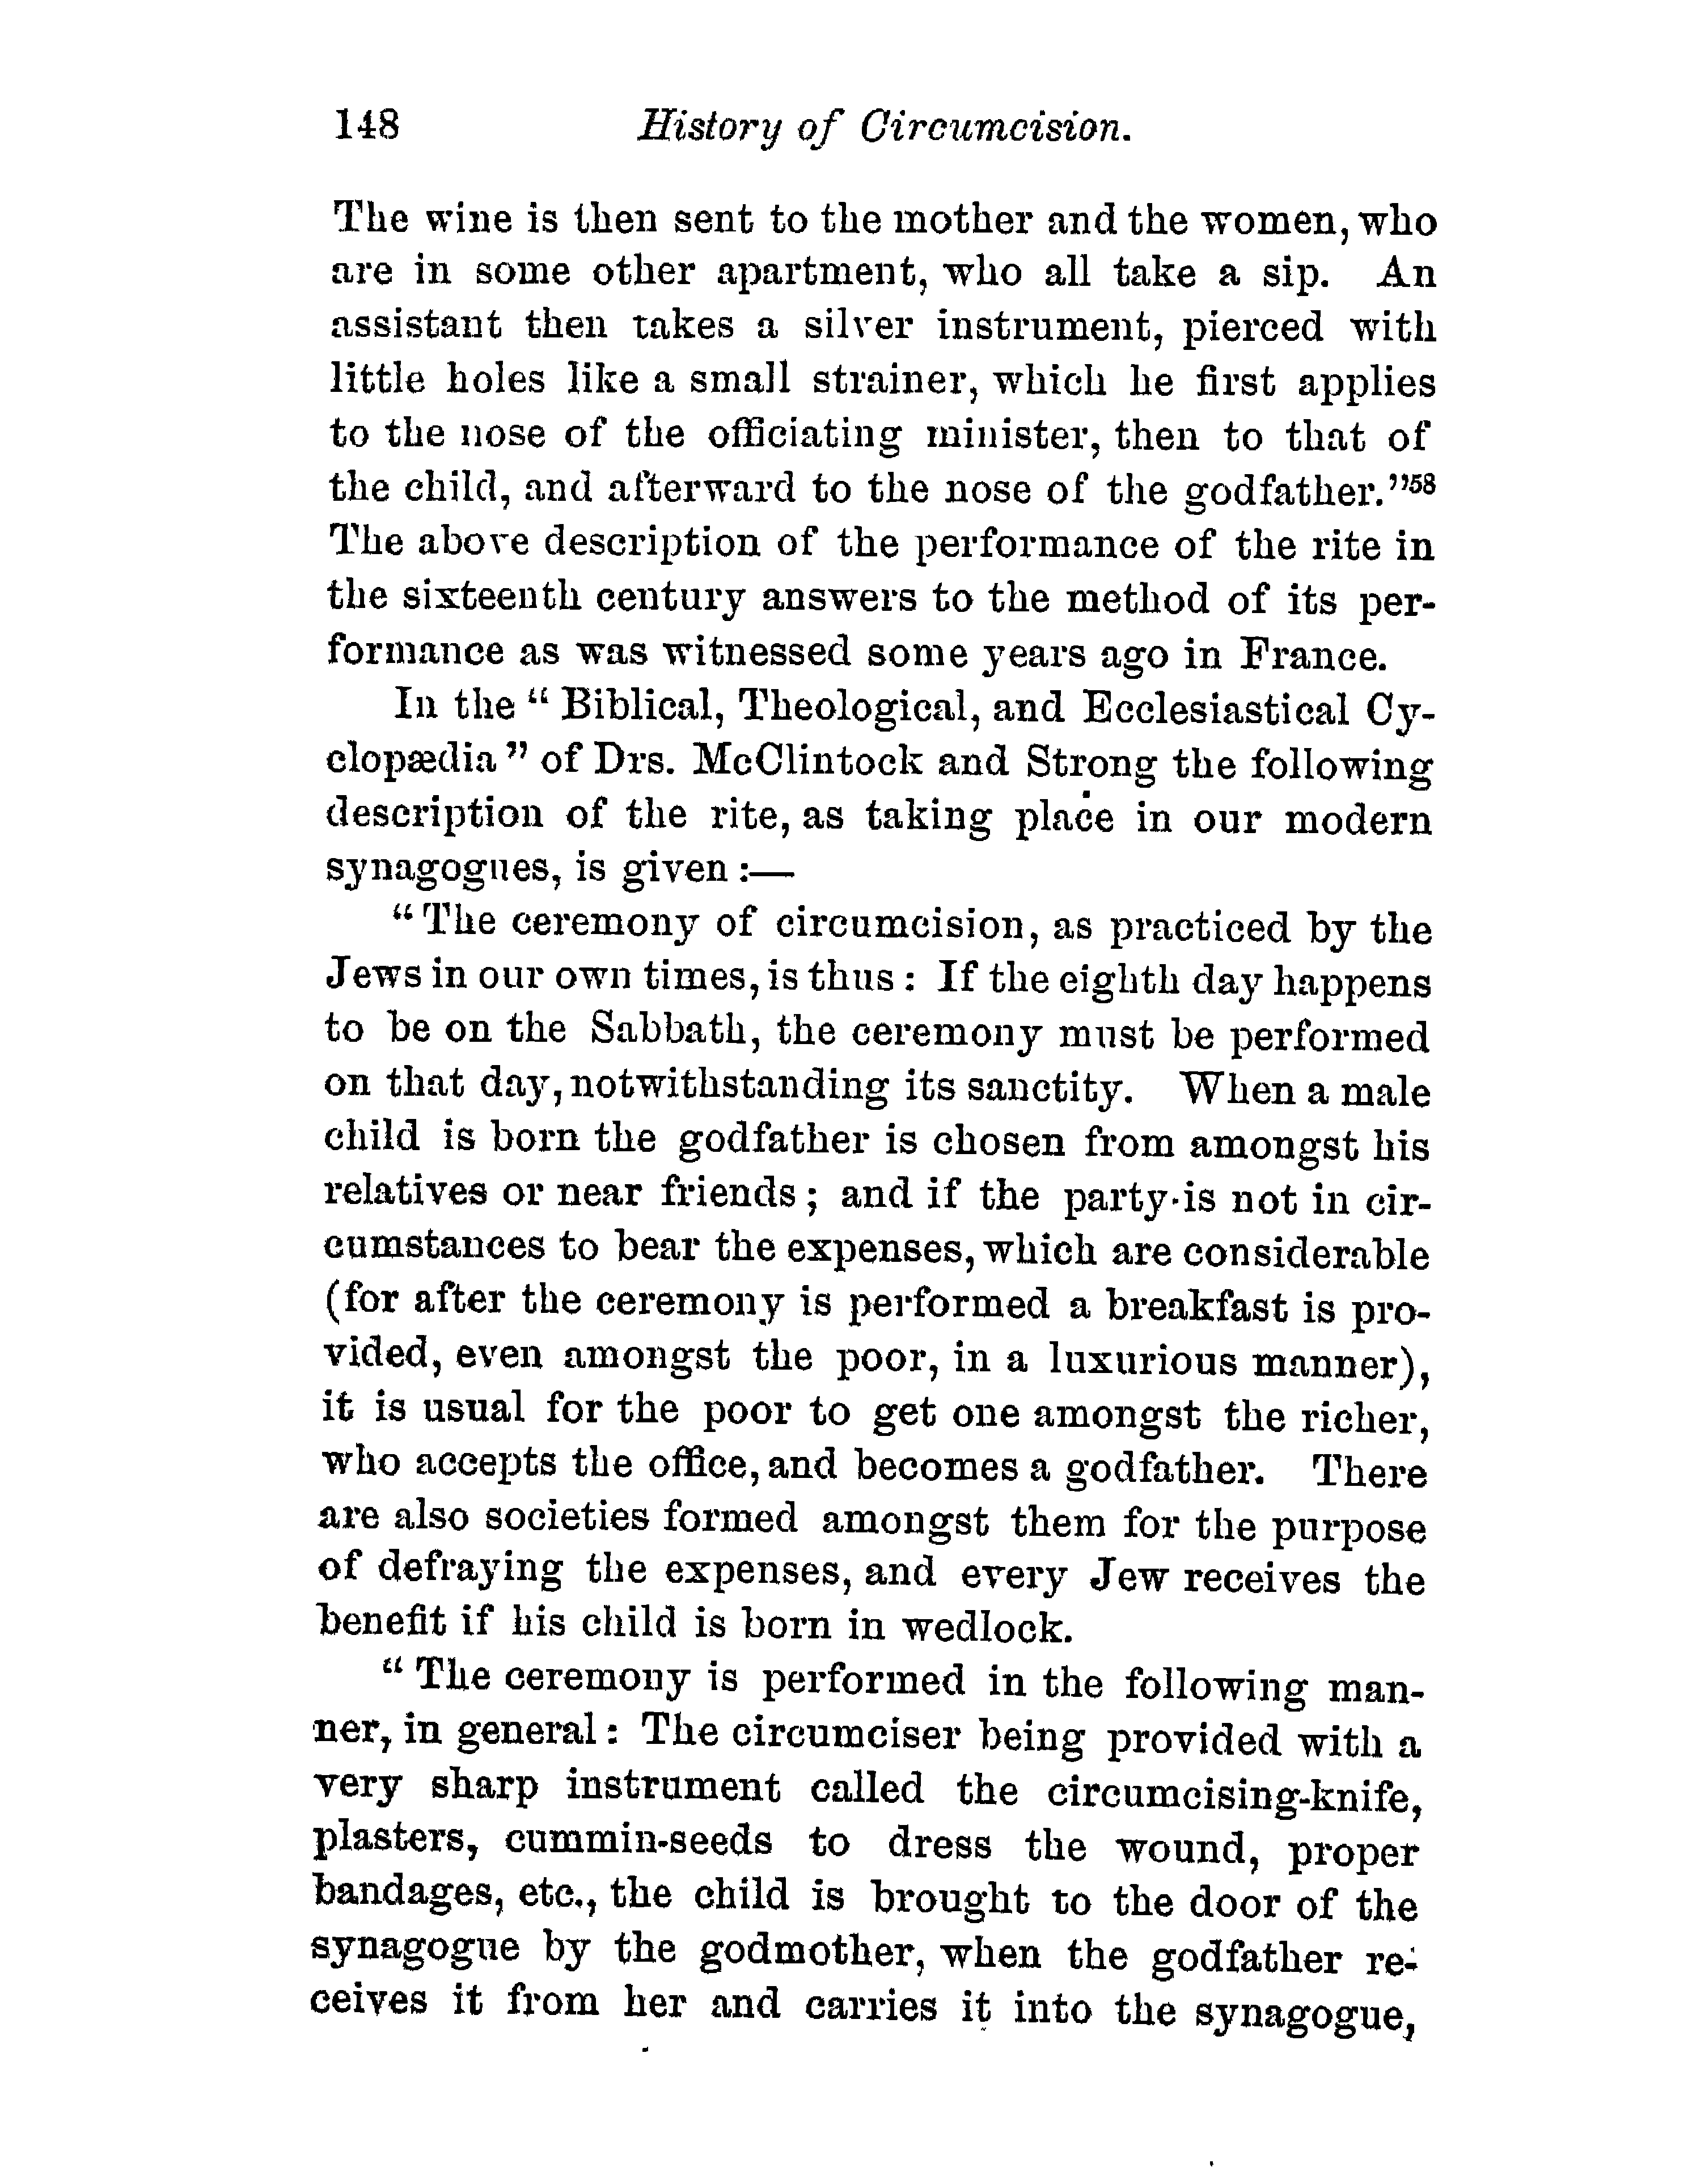 148 History of Circumcision.
The wine is then sent to the mother and the women, who
are in some other apartment, who all take a sip. An
assistant then takes a silver instrument, pierced with
little holes like a small strainer, which he first applies
to the nose of the officiating minister, then to that of
the child, and afterward to the nose of the godfather."58
The above description of the performance of the rite in
the sixteenth century answers to the method of its per-
formance as was witnessed some years ago in France.
In the "Biblical, Theological, and Ecclesiastical Cy-
clopædia" of Drs. McClintock and Strong the following
description of the rite, as taking place in our modern
synagogues, is given:—
"The ceremony of circumcision, as practiced by the
Jews in our own times, is thus: If the eighth day happens
to be on the Sabbath, the ceremony must be performed
on that day, notwithstanding its sanctity. When a male
child is born the godfather is chosen from amongst his
relatives or near friends; and if the party is not in cir-
cumstances to bear the expenses, which are considerable
(for after the ceremony is performed a breakfast is pro-
vided, even amongst the poor, in a luxurious manner),
it is usual for the poor to get one amongst the richer,
who accepts the office, and becomes a godfather. There
are also societies formed amongst them for the purpose
of defraying the expenses, and every Jew receives the
benefit if his child is born in wedlock.
"The ceremony is performed in the following man-
ner, in general: The circumciser being provided with a
very sharp instrument called the circumcising-knife,
plasters, cummin-seeds to dress the wound, proper
bandages, etc., the child is brought to the door of the
synagogue by the godmother, when the godfather re-
ceives it from her and carries it into the synagogue,